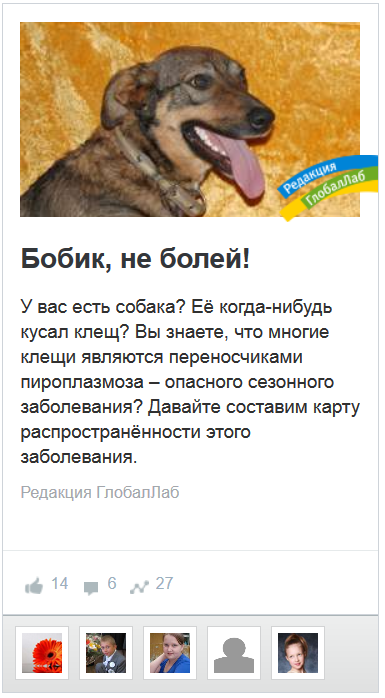 Редакция
ГлобалЛаб
Бобик, не болей!
У вас есть собака? Её когда-нибудь
кусал клещ? Вы знаете, что многие
клещи являются переносчиками
пироплазмоза – опасного сезонного
заболевания? Давайте составим карту
распространённости этого
заболевания.
Редакция ГлобалЛаб
14 6 27